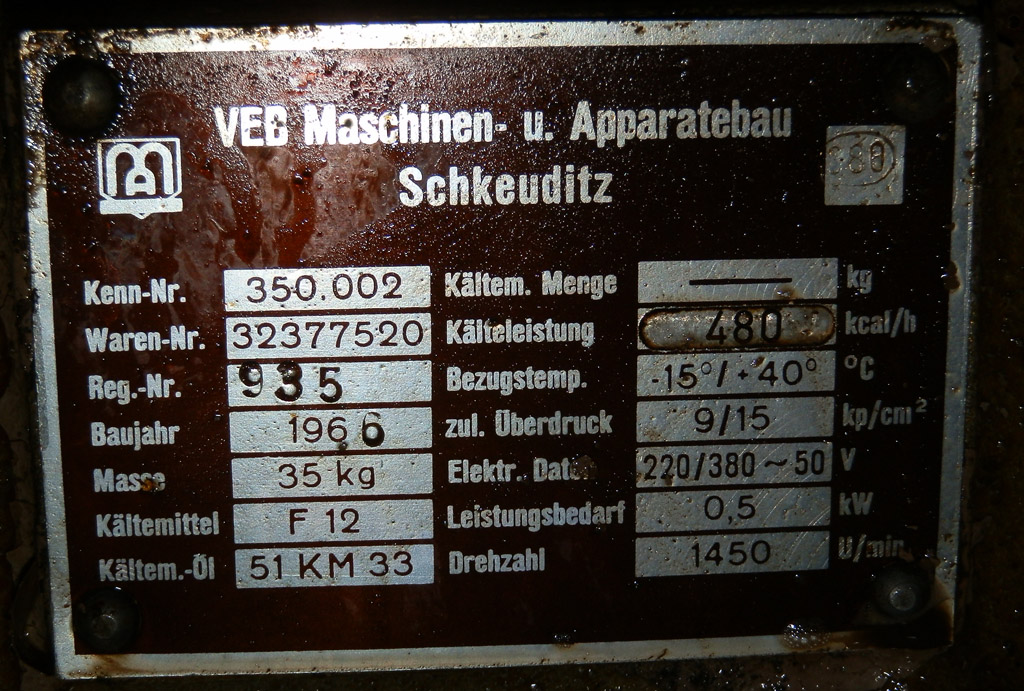 VEB Maschinen- u. Apparatebau
Schkeuditz
Kenn-Nr. 350.002 Kältem. Menge — kg
Waren-Nr. 32377520 Kälteleistung 480 kcal/h
Reg.-Nr. 935 Bezugstemp. -15°/+40° °C
Baujahr 1966 zul. Überdruck 9/15 kp/cm²
Masse 35 kg Elektr. 220/380 ~ 50 V
Kältemittel F 12 Leistungsbedarf 0,5 kW
Kältem.-Öl 51 KM 33 Drehzahl 1450 U/min